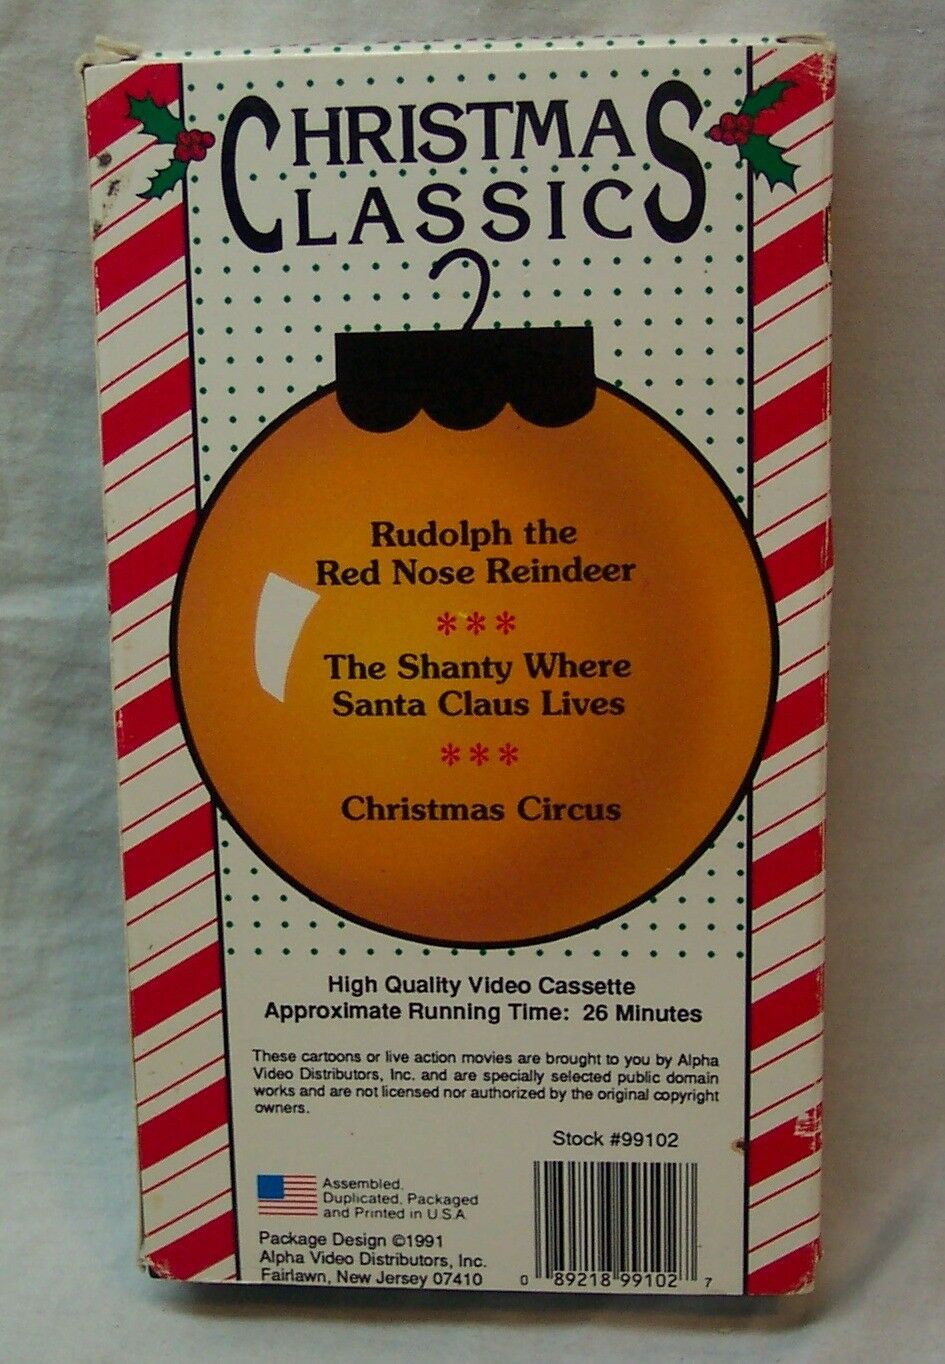 CHRISTMAS
CLASSICS
Rudolph the
Red Nose Reindeer
***
The Shanty Where
Santa Claus Lives
***
Christmas Circus
High Quality Video Cassette
Approximate Running Time: 26 Minutes
These cartoons or live action movies are brought to you by Alpha
Video Distributors, Inc. and are specially selected public domain
works and are not licensed nor authorized by the original copyright
owners.
Stock #99102
Assembled,
Duplicated, Packaged
and Printed in U.S.A.
Package Design ©1991
Alpha Video Distributors, Inc.
Fairlawn, New Jersey 07410
0 89218 99102 7